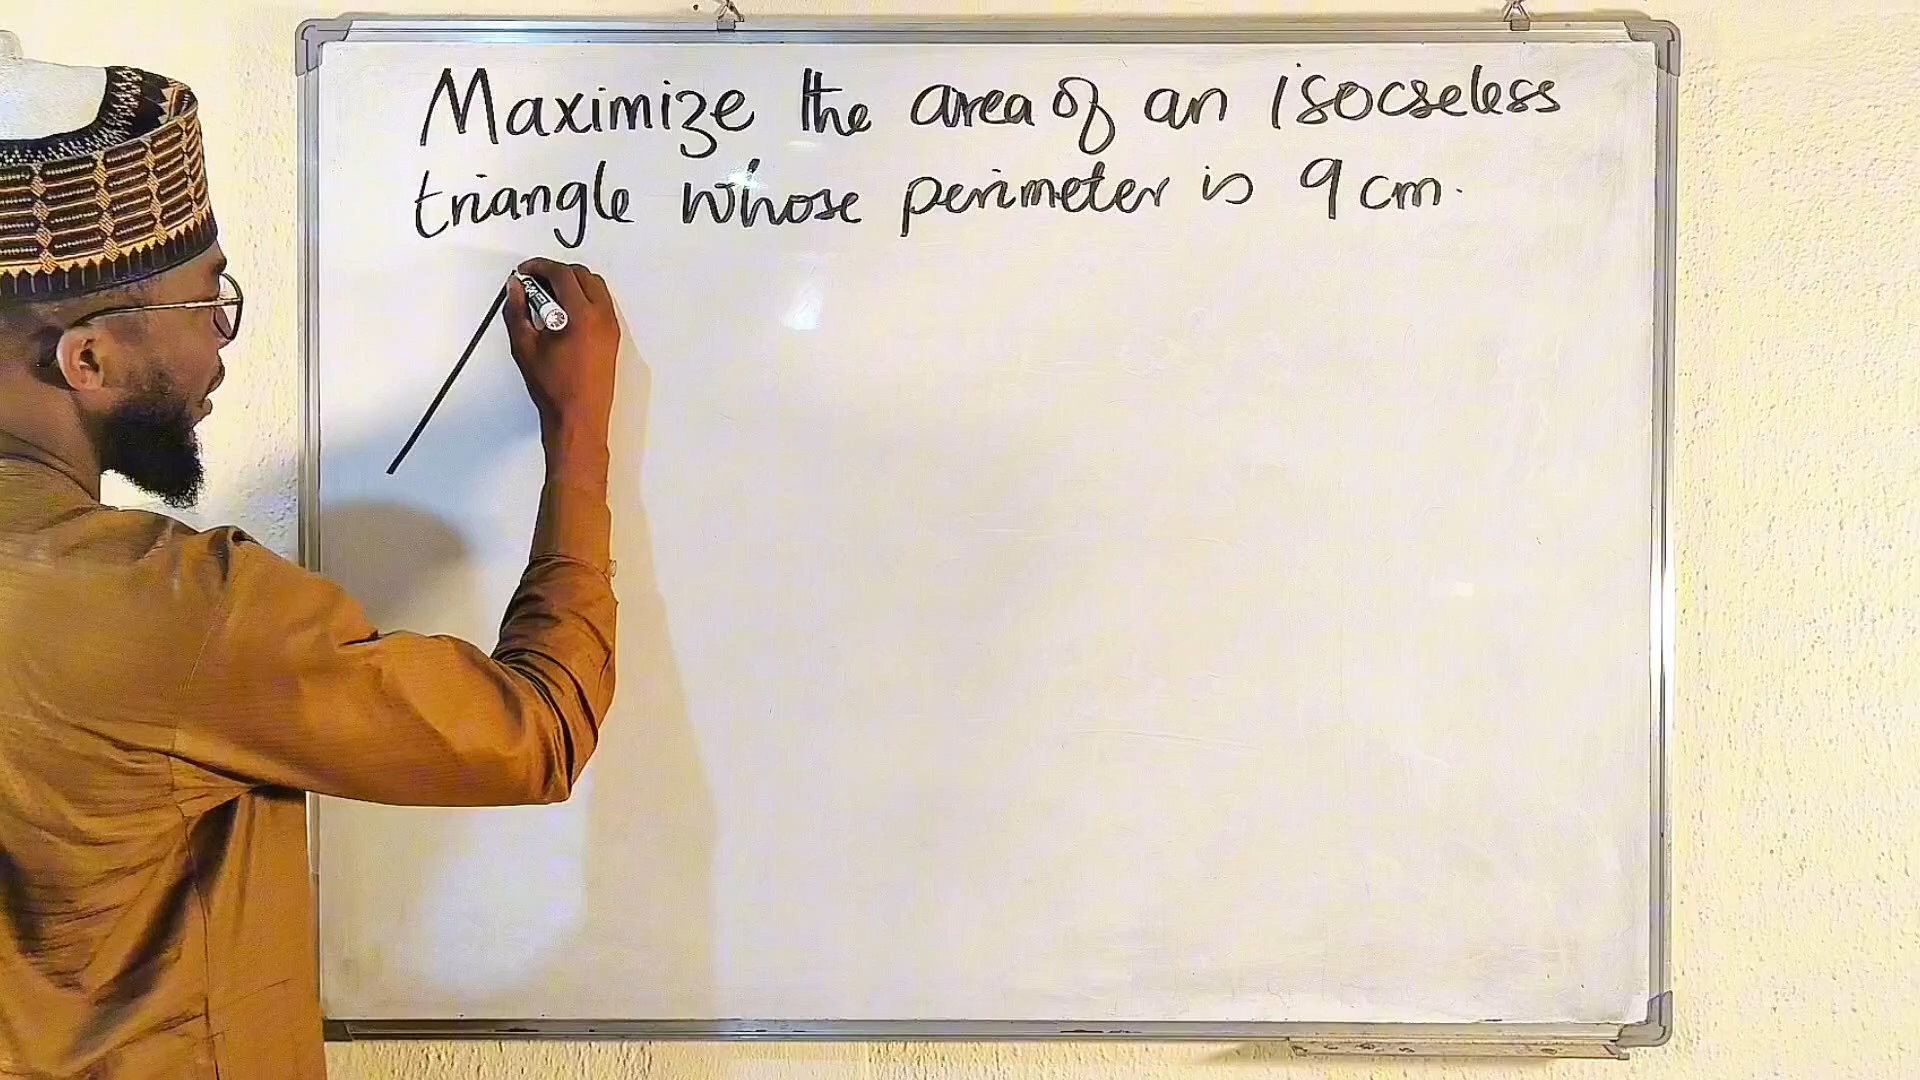 Maximize the area of an isocseless
triangle whose perimeter is 9 cm.